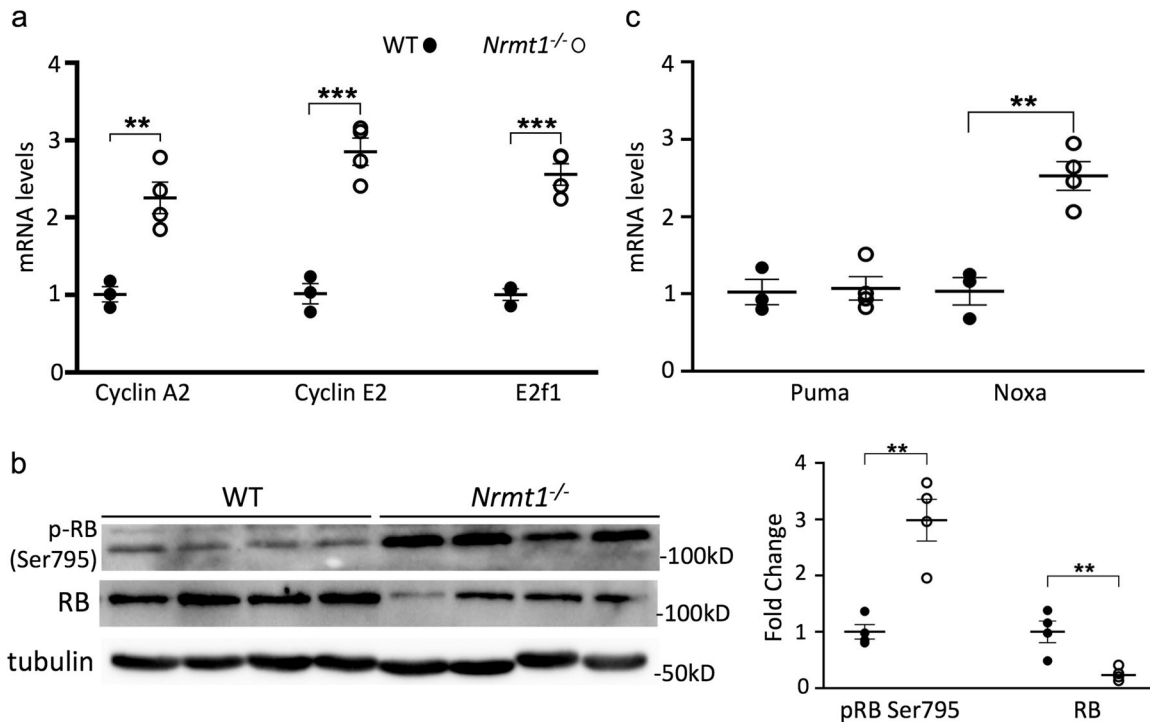 a
WT ● Nrmt1-/- ○
mRNA levels
4
3
2
1
0
** *** ***
Cyclin A2 Cyclin E2 E2f1
c
mRNA levels
4
3
2
1
0
**
Puma Noxa
b
WT Nrmt1-/-
p-RB
(Ser795)
-100kD
RB
-100kD
tubulin
-50kD
Fold Change
4
3
2
1
0
**
**
pRB Ser795 RB